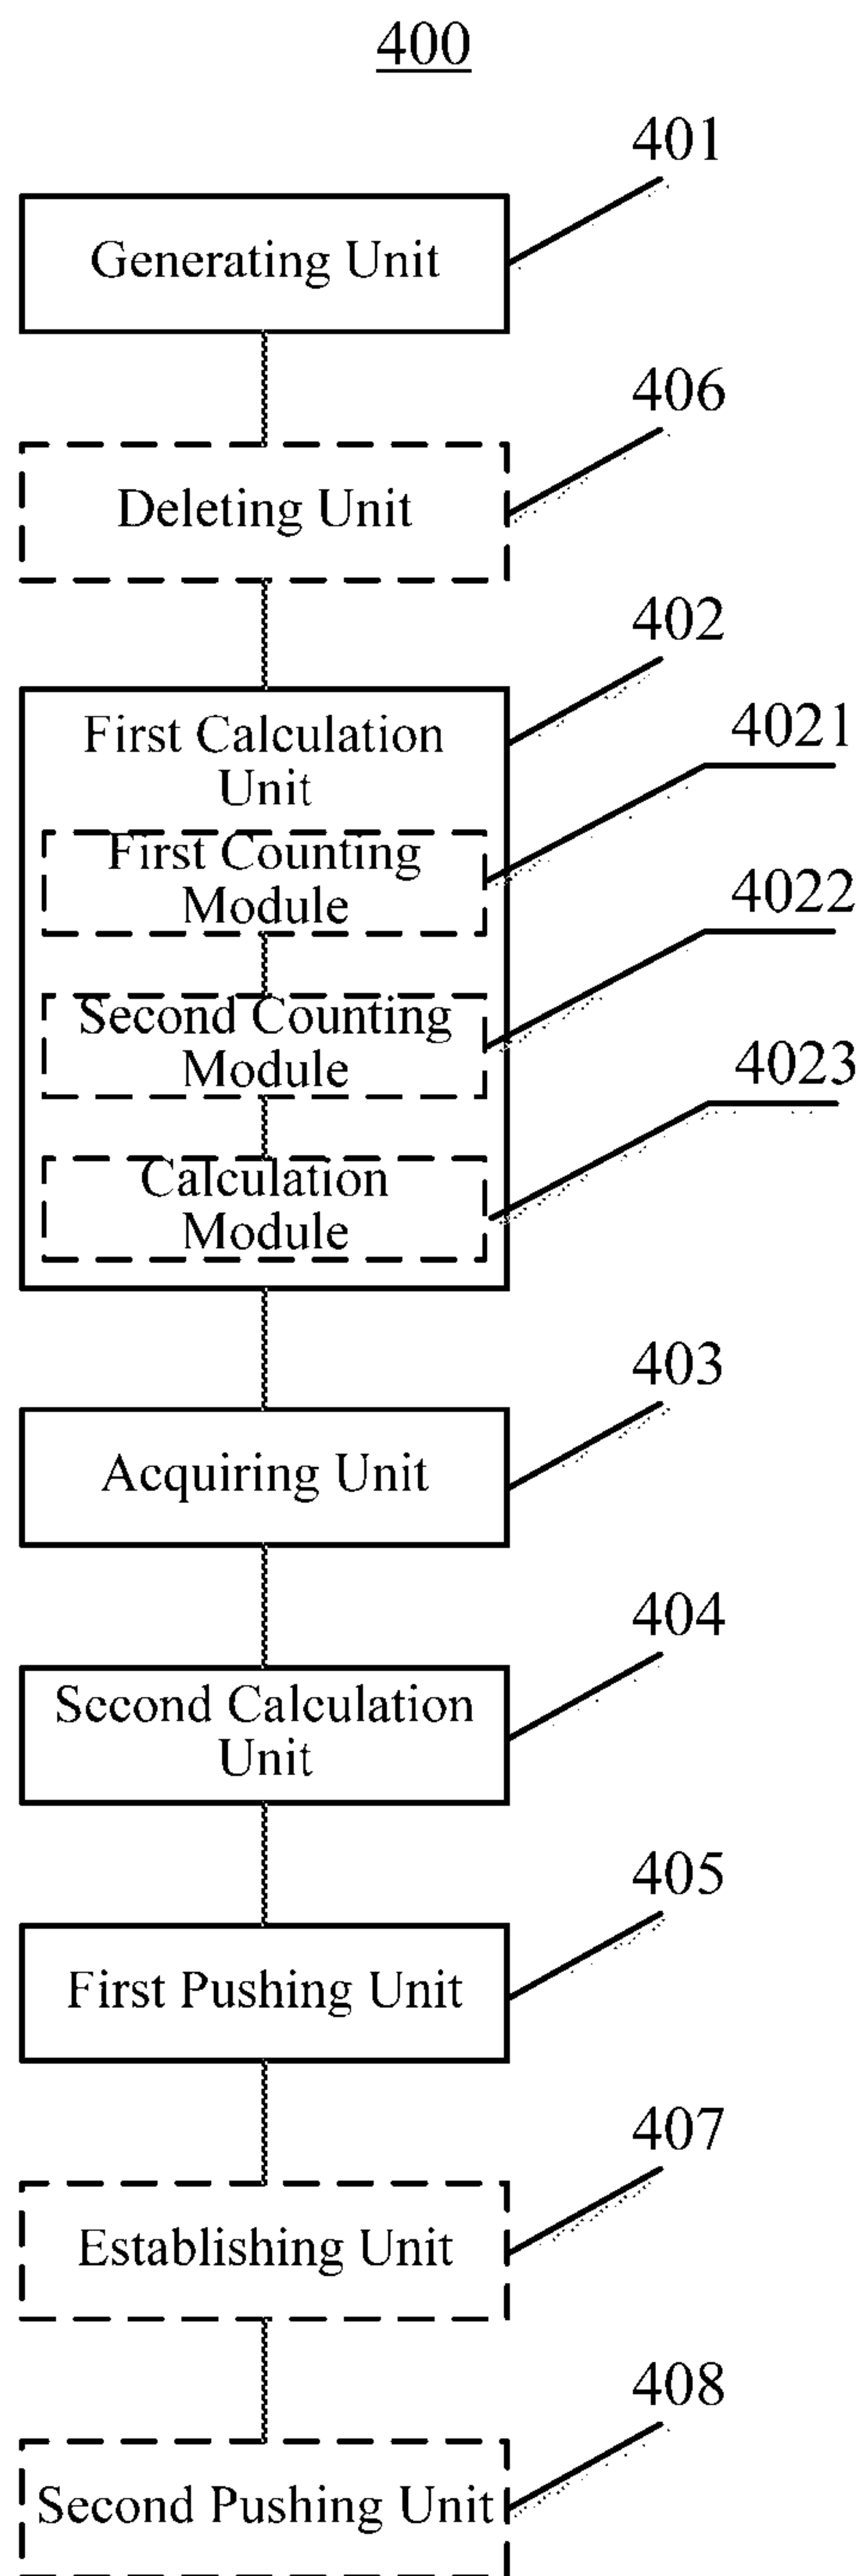 400
401
Generating Unit
406
Deleting Unit
402
First Calculation
Unit
4021
First Counting
Module
4022
Second Counting
Module
4023
Calculation
Module
403
Acquiring Unit
404
Second Calculation
Unit
405
First Pushing Unit
407
Establishing Unit
408
Second Pushing Unit